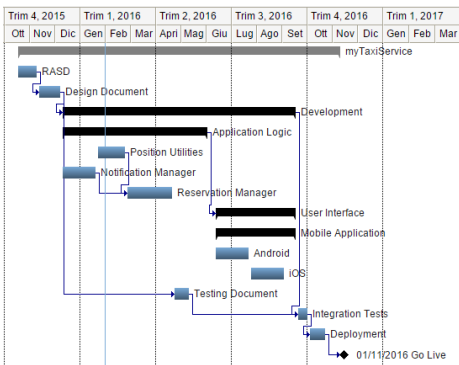 Trim 4, 2015 Trim 1, 2016 Trim 2, 2016 Trim 3, 2016 Trim 4, 2016 Trim 1, 2017
Ott Nov Dic Gen Feb Mar Apri Mag Giu Lug Ago Set Ott Nov Dic Gen Feb Mar
myTaxiService
RASD
Design Document
Development
Application Logic
Position Utilities
Notification Manager
Reservation Manager
User Interface
Mobile Application
Android
iOS
Testing Document
Integration Tests
Deployment
01/11/2016 Go Live